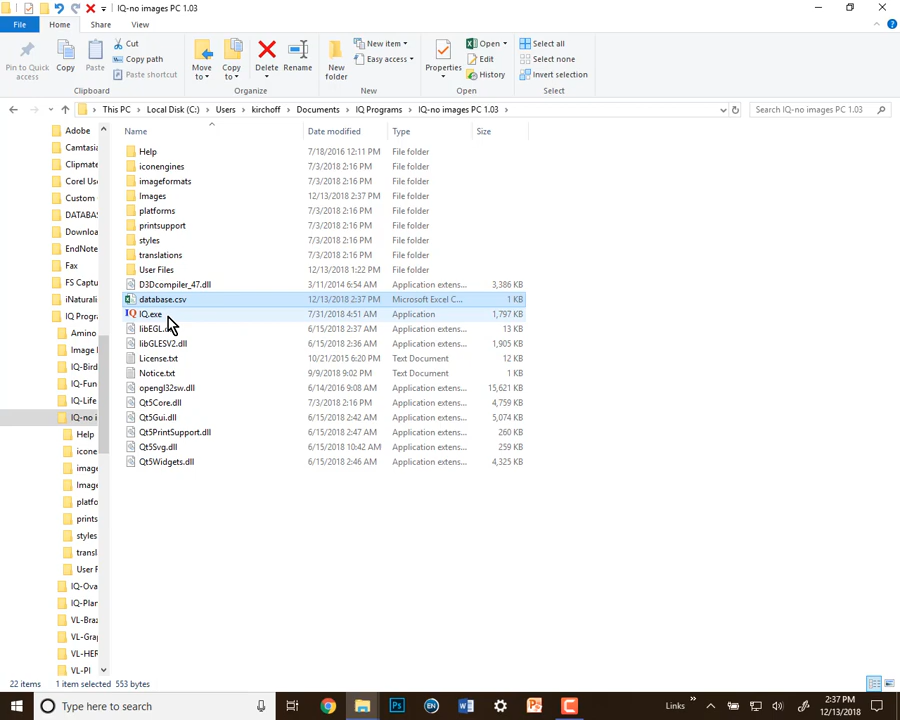 IQ-no images PC 1.03
File Home Share View
Pin to Quick access
Copy
Paste
Cut
Copy path
Paste shortcut
Clipboard
Move to
Copy to
Delete
Rename
Organize
New folder
New item
Easy access
New
Properties
Open
Edit
History
Open
Select all
Select none
Invert selection
Select
This PC > Local Disk (C:) > Users > kirchoff > Documents > IQ Programs > IQ-no images PC 1.03 >
Search IQ-no images PC 1.03
Adobe
Camtasia
Clipmate
Corel Use
Custom
DATABAS
Downloa
EndNote
Fax
FS Captu
iNaturali
IQ Progra
Amino
Image
IQ-Bird
IQ-Fun
IQ-Life
IQ-no i
Help
icone
image
Image
platfo
prints
styles
transl
User F
IQ-Ova
IQ-Plan
VL-Braz
VL-Gra
VL-HER
VL-PI
Name Date modified Type Size
Help 7/18/2016 12:11 PM File folder
iconengines 7/3/2018 2:16 PM File folder
imageformats 7/3/2018 2:16 PM File folder
Images 12/13/2018 2:37 PM File folder
platforms 7/3/2018 2:16 PM File folder
printsupport 7/3/2018 2:16 PM File folder
styles 7/3/2018 2:16 PM File folder
translations 7/3/2018 2:16 PM File folder
User Files 12/13/2018 1:22 PM File folder
D3Dcompiler_47.dll 3/11/2014 6:54 AM Application extens... 3,386 KB
database.csv 12/13/2018 2:37 PM Microsoft Excel C... 1 KB
IQ IQ.exe 7/31/2018 4:51 AM Application 1,797 KB
libEGL. 6/15/2018 2:37 AM Application extens... 13 KB
libGLESV2.dll 6/15/2018 2:36 AM Application extens... 1,905 KB
License.txt 10/21/2015 6:20 PM Text Document 12 KB
Notice.txt 9/9/2018 9:02 PM Text Document 1 KB
opengl32sw.dll 6/14/2016 9:08 AM Application extens... 15,621 KB
Qt5Core.dll 7/3/2018 2:16 PM Application extens... 4,759 KB
Qt5Gui.dll 6/15/2018 2:42 AM Application extens... 5,074 KB
Qt5PrintSupport.dll 6/15/2018 2:47 AM Application extens... 260 KB
Qt5Svg.dll 6/15/2018 10:42 AM Application extens... 259 KB
Qt5Widgets.dll 6/15/2018 2:46 AM Application extens... 4,325 KB
22 items 1 item selected 553 bytes
Type here to search
Ps
EN
Links
2:37 PM
12/13/2018